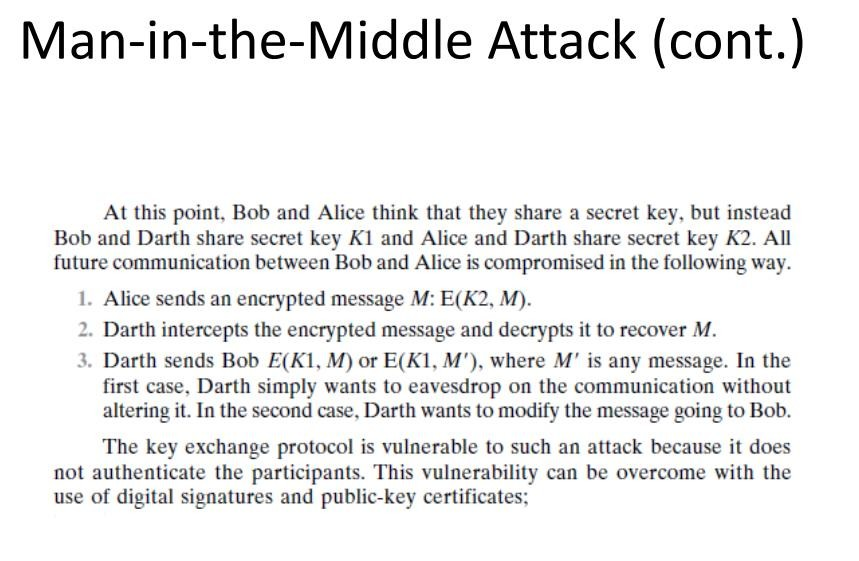 Man-in-the-Middle Attack (cont.)
At this point, Bob and Alice think that they share a secret key, but instead
Bob and Darth share secret key K1 and Alice and Darth share secret key K2. All
future communication between Bob and Alice is compromised in the following way.
1. Alice sends an encrypted message M: E(K2, M).
2. Darth intercepts the encrypted message and decrypts it to recover M.
3. Darth sends Bob E(K1, M) or E(K1, M'), where M' is any message. In the
first case, Darth simply wants to eavesdrop on the communication without
altering it. In the second case, Darth wants to modify the message going to Bob.
The key exchange protocol is vulnerable to such an attack because it does
not authenticate the participants. This vulnerability can be overcome with the
use of digital signatures and public-key certificates;